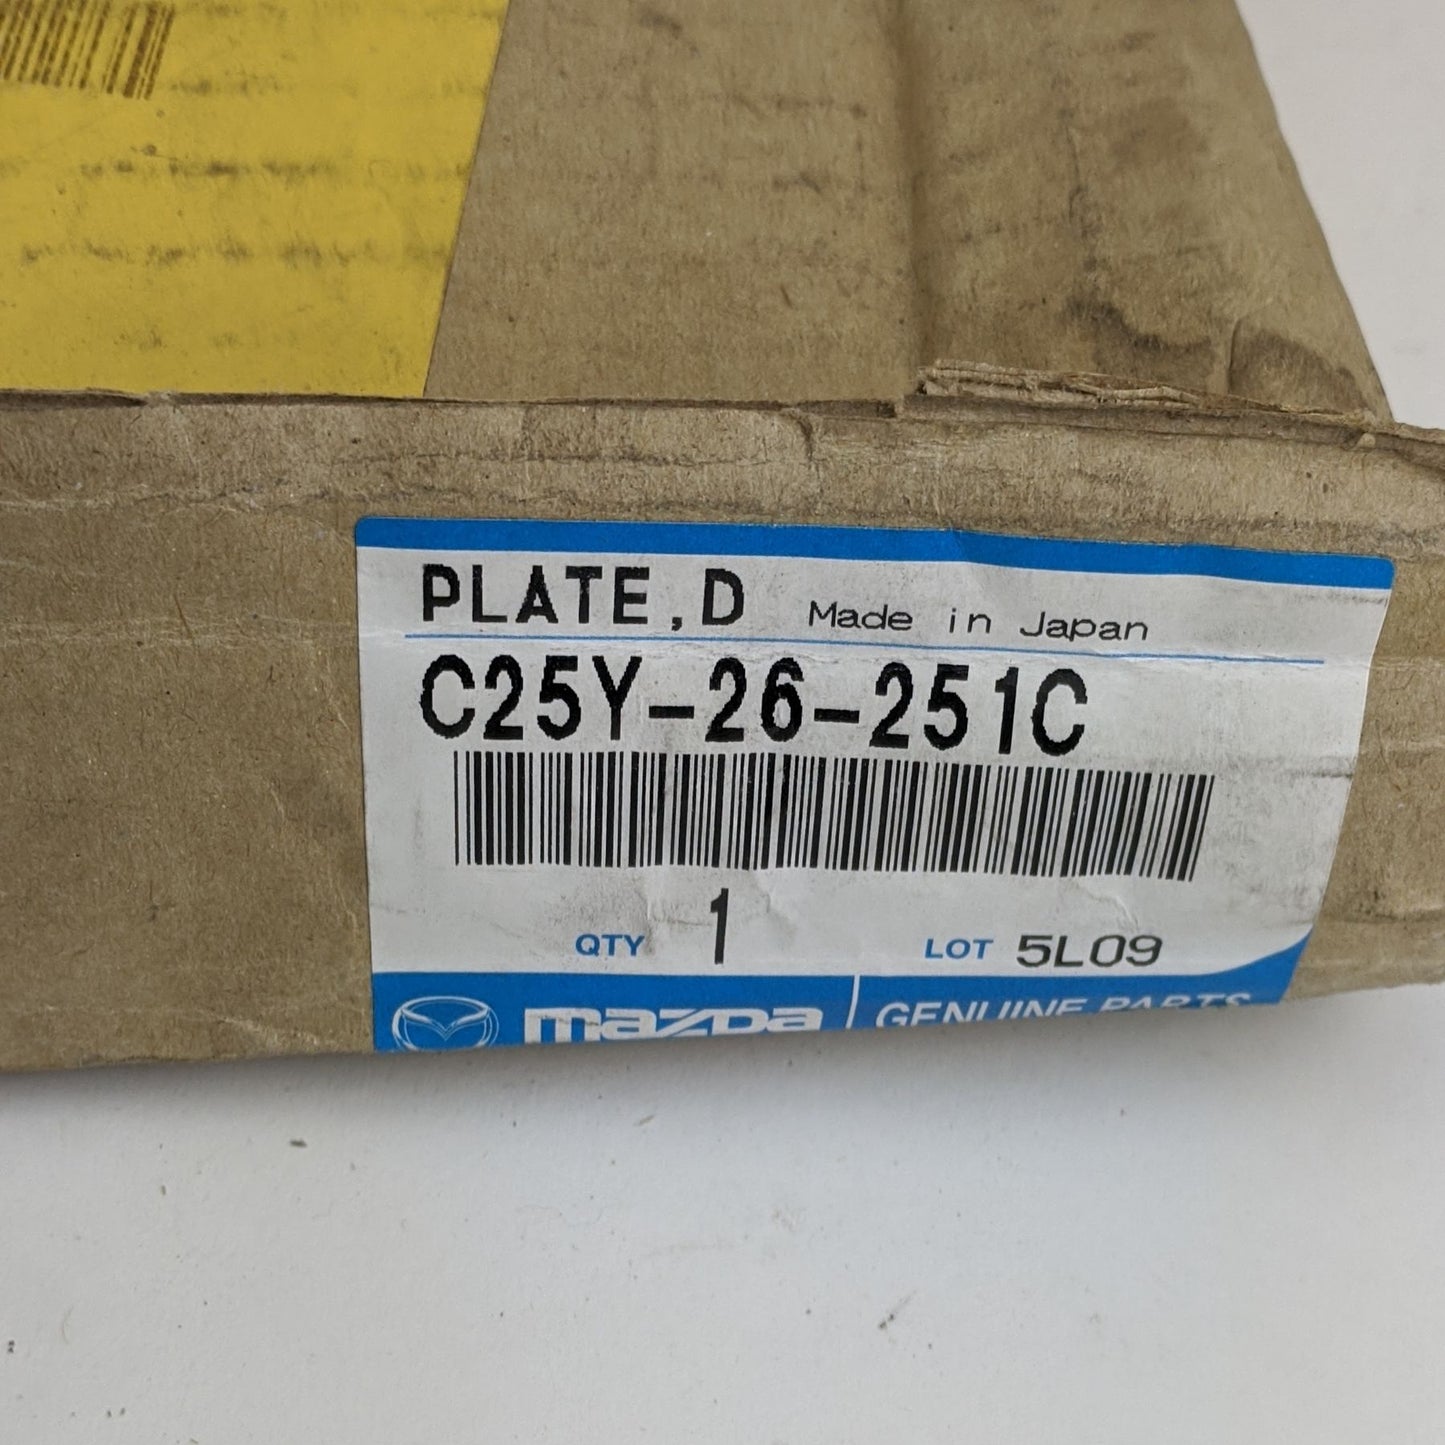 PLATE,D Made in Japan
C25Y-26-251C
QTY 1 LOT 5L09
mazda GENUINE PARTS